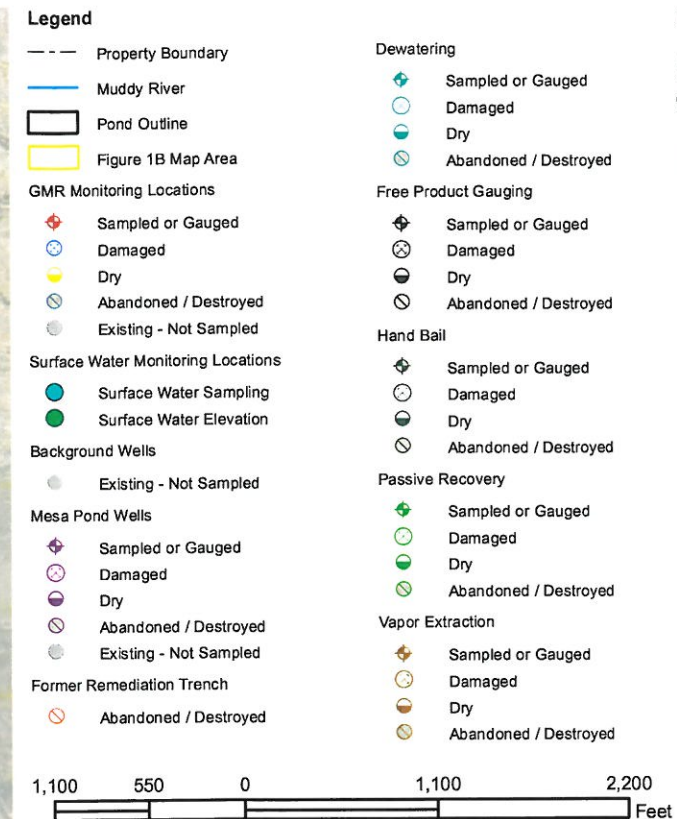 Legend
Property Boundary
Muddy River
Pond Outline
Figure 1B Map Area
GMR Monitoring Locations
Sampled or Gauged
Damaged
Dry
Abandoned / Destroyed
Existing - Not Sampled
Surface Water Monitoring Locations
Surface Water Sampling
Surface Water Elevation
Background Wells
Existing - Not Sampled
Mesa Pond Wells
Sampled or Gauged
Damaged
Dry
Abandoned / Destroyed
Existing - Not Sampled
Former Remediation Trench
Abandoned / Destroyed
Dewatering
Sampled or Gauged
Damaged
Dry
Abandoned / Destroyed
Free Product Gauging
Sampled or Gauged
Damaged
Dry
Abandoned / Destroyed
Hand Bail
Sampled or Gauged
Damaged
Dry
Abandoned / Destroyed
Passive Recovery
Sampled or Gauged
Damaged
Dry
Abandoned / Destroyed
Vapor Extraction
Sampled or Gauged
Damaged
Dry
Abandoned / Destroyed
1,100 550 0 1,100 2,200
Feet